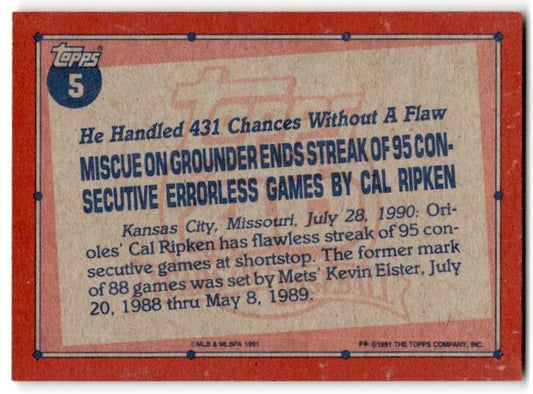 Topps
5
He Handled 431 Chances Without A Flaw
MISCUE ON GROUNDER ENDS STREAK OF 95 CON-
SECUTIVE ERRORLESS GAMES BY CAL RIPKEN
Kansas City, Missouri, July 28, 1990: Ori-
oles' Cal Ripken has flawless streak of 95 con-
secutive games at shortstop. The former mark
of 88 games was set by Mets' Kevin Elster, July
20, 1988 thru May 8, 1989.
©MLB & MLBPA 1991
© 1991 THE TOPPS COMPANY, INC.